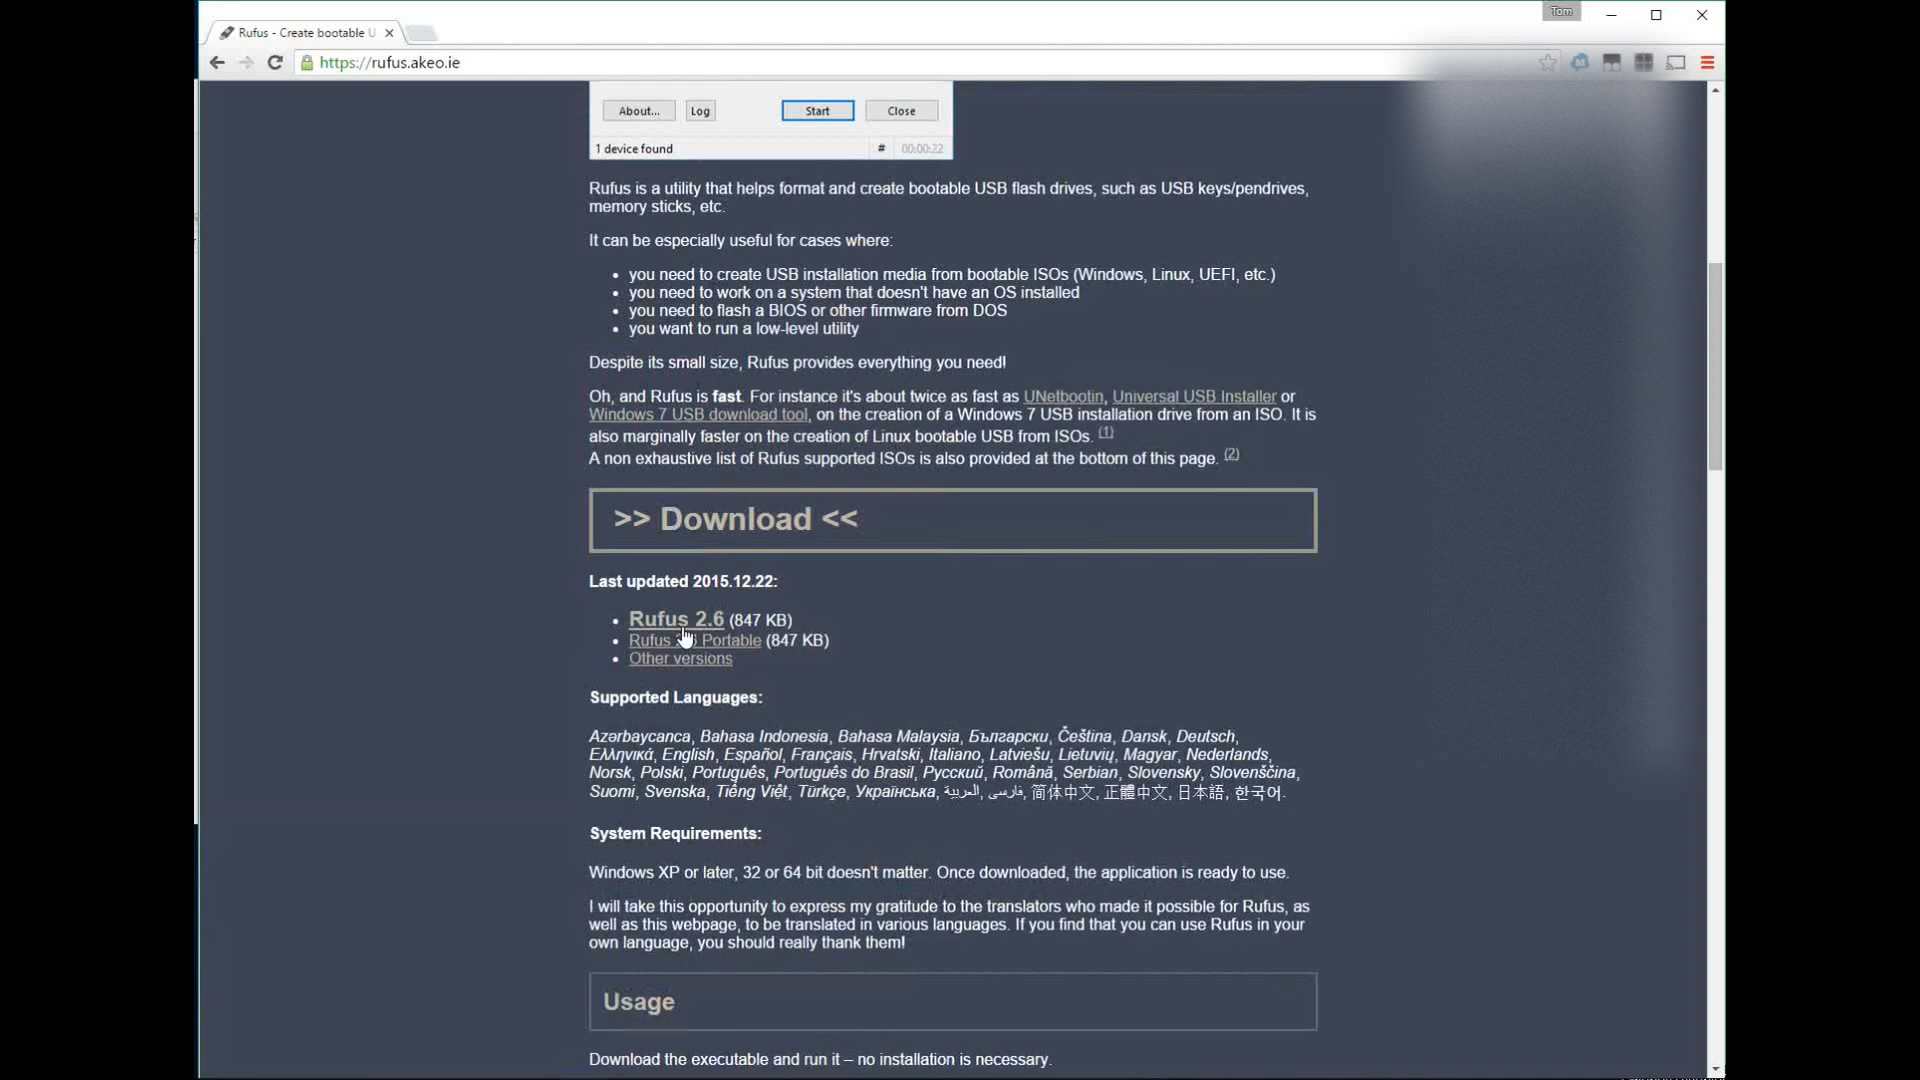 Tom
Rufus - Create bootable U
https://rufus.akeo.ie
About... Log Start Close
1 device found # 00:00:22
Rufus is a utility that helps format and create bootable USB flash drives, such as USB keys/pendrives,
memory sticks, etc.
It can be especially useful for cases where:
you need to create USB installation media from bootable ISOs (Windows, Linux, UEFI, etc.)
you need to work on a system that doesn't have an OS installed
you need to flash a BIOS or other firmware from DOS
you want to run a low-level utility
Despite its small size, Rufus provides everything you need!
Oh, and Rufus is fast. For instance it's about twice as fast as UNetbootin, Universal USB Installer or
Windows 7 USB download tool, on the creation of a Windows 7 USB installation drive from an ISO. It is
also marginally faster on the creation of Linux bootable USB from ISOs. (1)
A non exhaustive list of Rufus supported ISOs is also provided at the bottom of this page. (2)
>> Download <<
Last updated 2015.12.22:
Rufus 2.6 (847 KB)
Rufus Portable (847 KB)
Other versions
Supported Languages:
Azərbaycanca, Bahasa Indonesia, Bahasa Malaysia, Български, Čeština, Dansk, Deutsch,
Ελληνικά, English, Español, Français, Hrvatski, Italiano, Latviešu, Lietuvių, Magyar, Nederlands,
Norsk, Polski, Português, Português do Brasil, Русский, Română, Serbian, Slovensky, Slovenščina,
Suomi, Svenska, Tiếng Việt, Türkçe, Українська, العربية, فارسی, 简体中文, 正體中文, 日本語, 한국어.
System Requirements:
Windows XP or later, 32 or 64 bit doesn't matter. Once downloaded, the application is ready to use.
I will take this opportunity to express my gratitude to the translators who made it possible for Rufus, as
well as this webpage, to be translated in various languages. If you find that you can use Rufus in your
own language, you should really thank them!
Usage
Download the executable and run it – no installation is necessary.